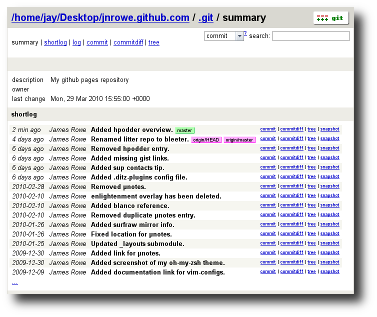 /home/jay/Desktop/jnrowe.github.com / .git / summary
git
commit ? search:
summary | shortlog | log | commit | commitdiff | tree
description My github pages repository
owner
last change Mon, 29 Mar 2010 15:55:00 +0000
shortlog
2 min ago James Rowe Added hpodder overview. master commit | commitdiff | tree | snapshot
4 days ago James Rowe Renamed litter repo to bleeter. origin/HEAD origin/master commit | commitdiff | tree | snapshot
6 days ago James Rowe Removed hpodder entry. commit | commitdiff | tree | snapshot
6 days ago James Rowe Added missing gist links. commit | commitdiff | tree | snapshot
6 days ago James Rowe Added sup contacts tip. commit | commitdiff | tree | snapshot
6 days ago James Rowe Added .ditz-plugins config file. commit | commitdiff | tree | snapshot
2010-02-28 James Rowe Removed µnotes. commit | commitdiff | tree | snapshot
2010-02-10 James Rowe enlightenment overlay has been deleted. commit | commitdiff | tree | snapshot
2010-02-10 James Rowe Added blanco reference. commit | commitdiff | tree | snapshot
2010-02-10 James Rowe Removed duplicate µnotes entry. commit | commitdiff | tree | snapshot
2010-01-26 James Rowe Added surfraw mirror info. commit | commitdiff | tree | snapshot
2010-01-26 James Rowe Fixed location for µnotes. commit | commitdiff | tree | snapshot
2010-01-25 James Rowe Updated _layouts submodule. commit | commitdiff | tree | snapshot
2009-12-30 James Rowe Added link for µnotes. commit | commitdiff | tree | snapshot
2009-12-31 James Rowe Added screenshot of my oh-my-zsh theme. commit | commitdiff | tree | snapshot
2009-12-09 James Rowe Added documentation link for vim-configs. commit | commitdiff | tree | snapshot
...